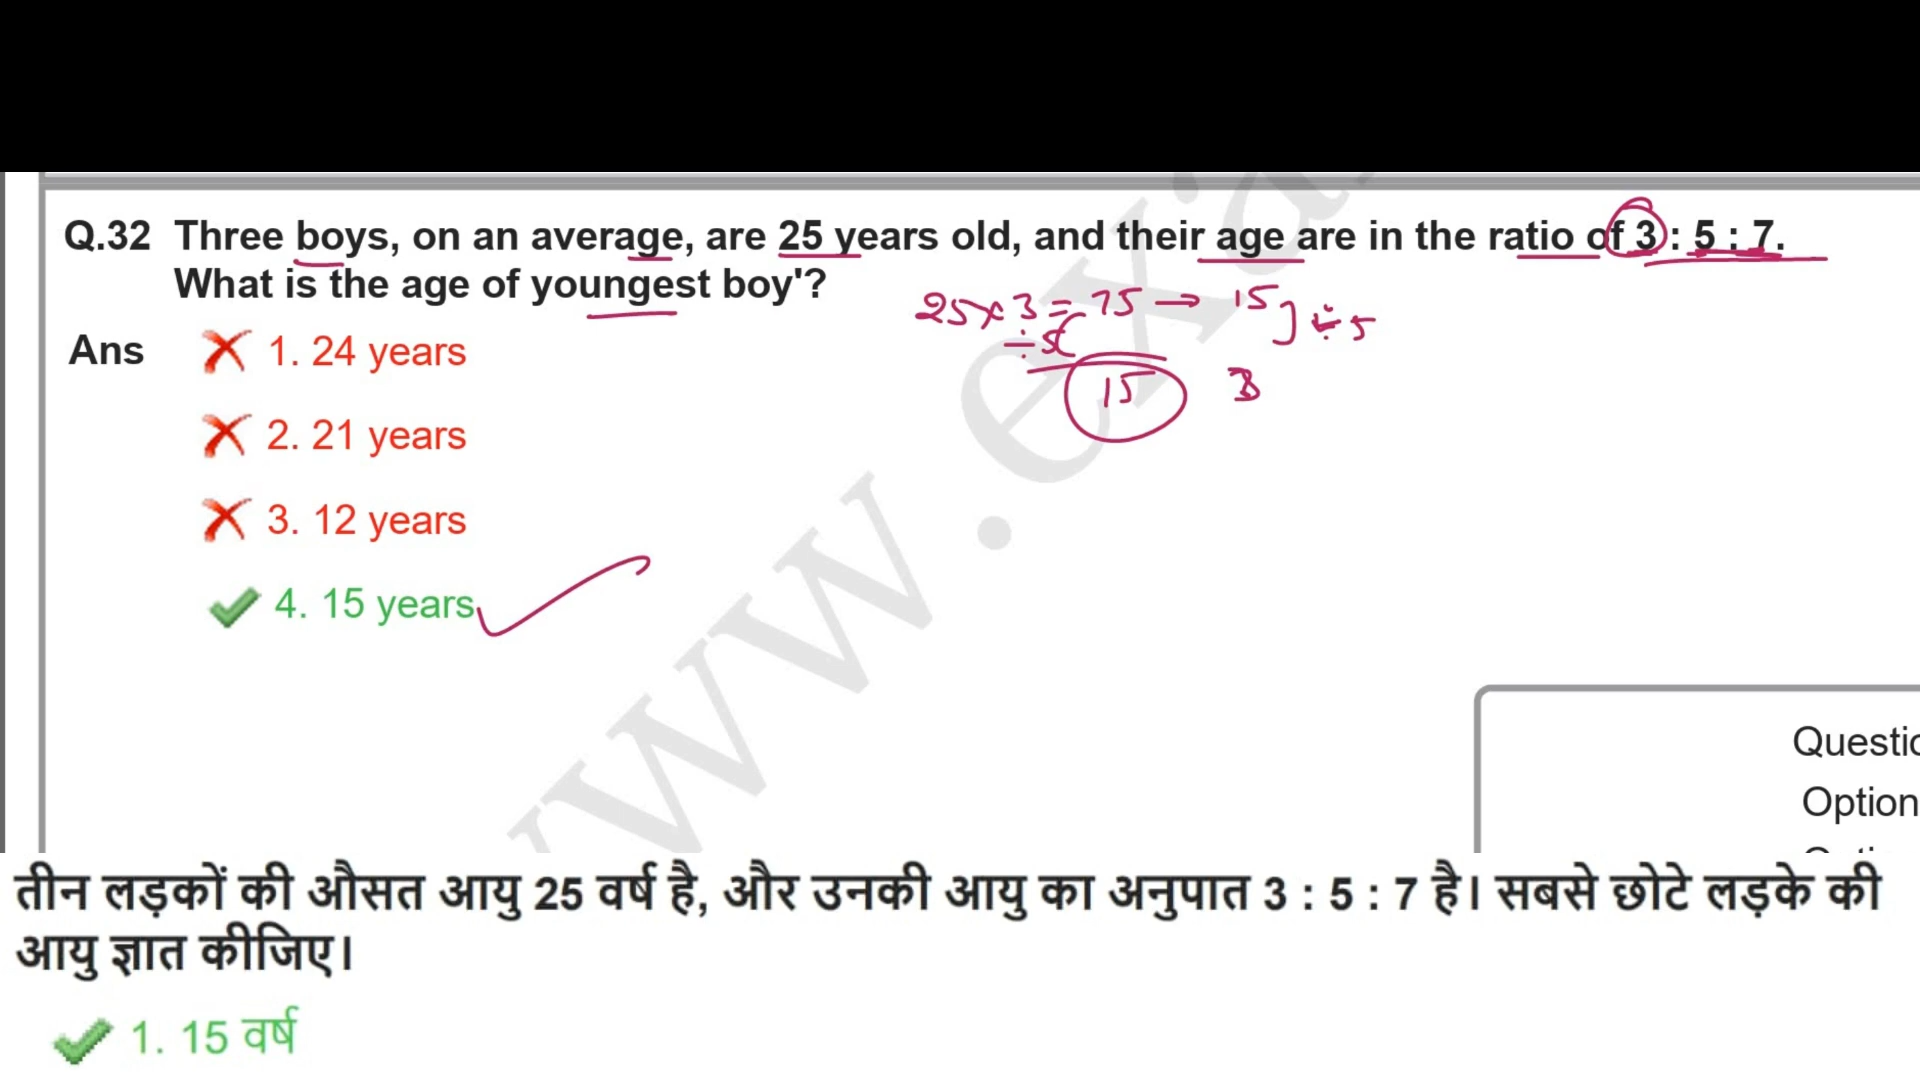 Q.32 Three boys, on an average, are 25 years old, and their age are in the ratio of 3 : 5 : 7.
What is the age of youngest boy'?
25 × 3 = 75 → 15 ] ÷ 5
÷ 5
15 3
Ans 1. 24 years
2. 21 years
3. 12 years
4. 15 years
www.exa
Questio
Option
तीन लड़कों की औसत आयु 25 वर्ष है, और उनकी आयु का अनुपात 3 : 5 : 7 है। सबसे छोटे लड़के की
आयु ज्ञात कीजिए।
1. 15 वर्ष